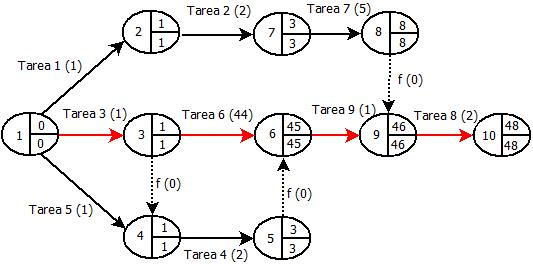 Tarea 2 (2)
Tarea 7 (5)
2
1
1
7
3
3
8
8
8
Tarea 1 (1)
f (0)
Tarea 3 (1)
Tarea 6 (44)
Tarea 9 (1)
Tarea 8 (2)
1
0
0
3
1
1
6
45
45
9
46
46
10
48
48
Tarea 5 (1)
f (0)
f (0)
4
1
1
Tarea 4 (2)
5
3
3